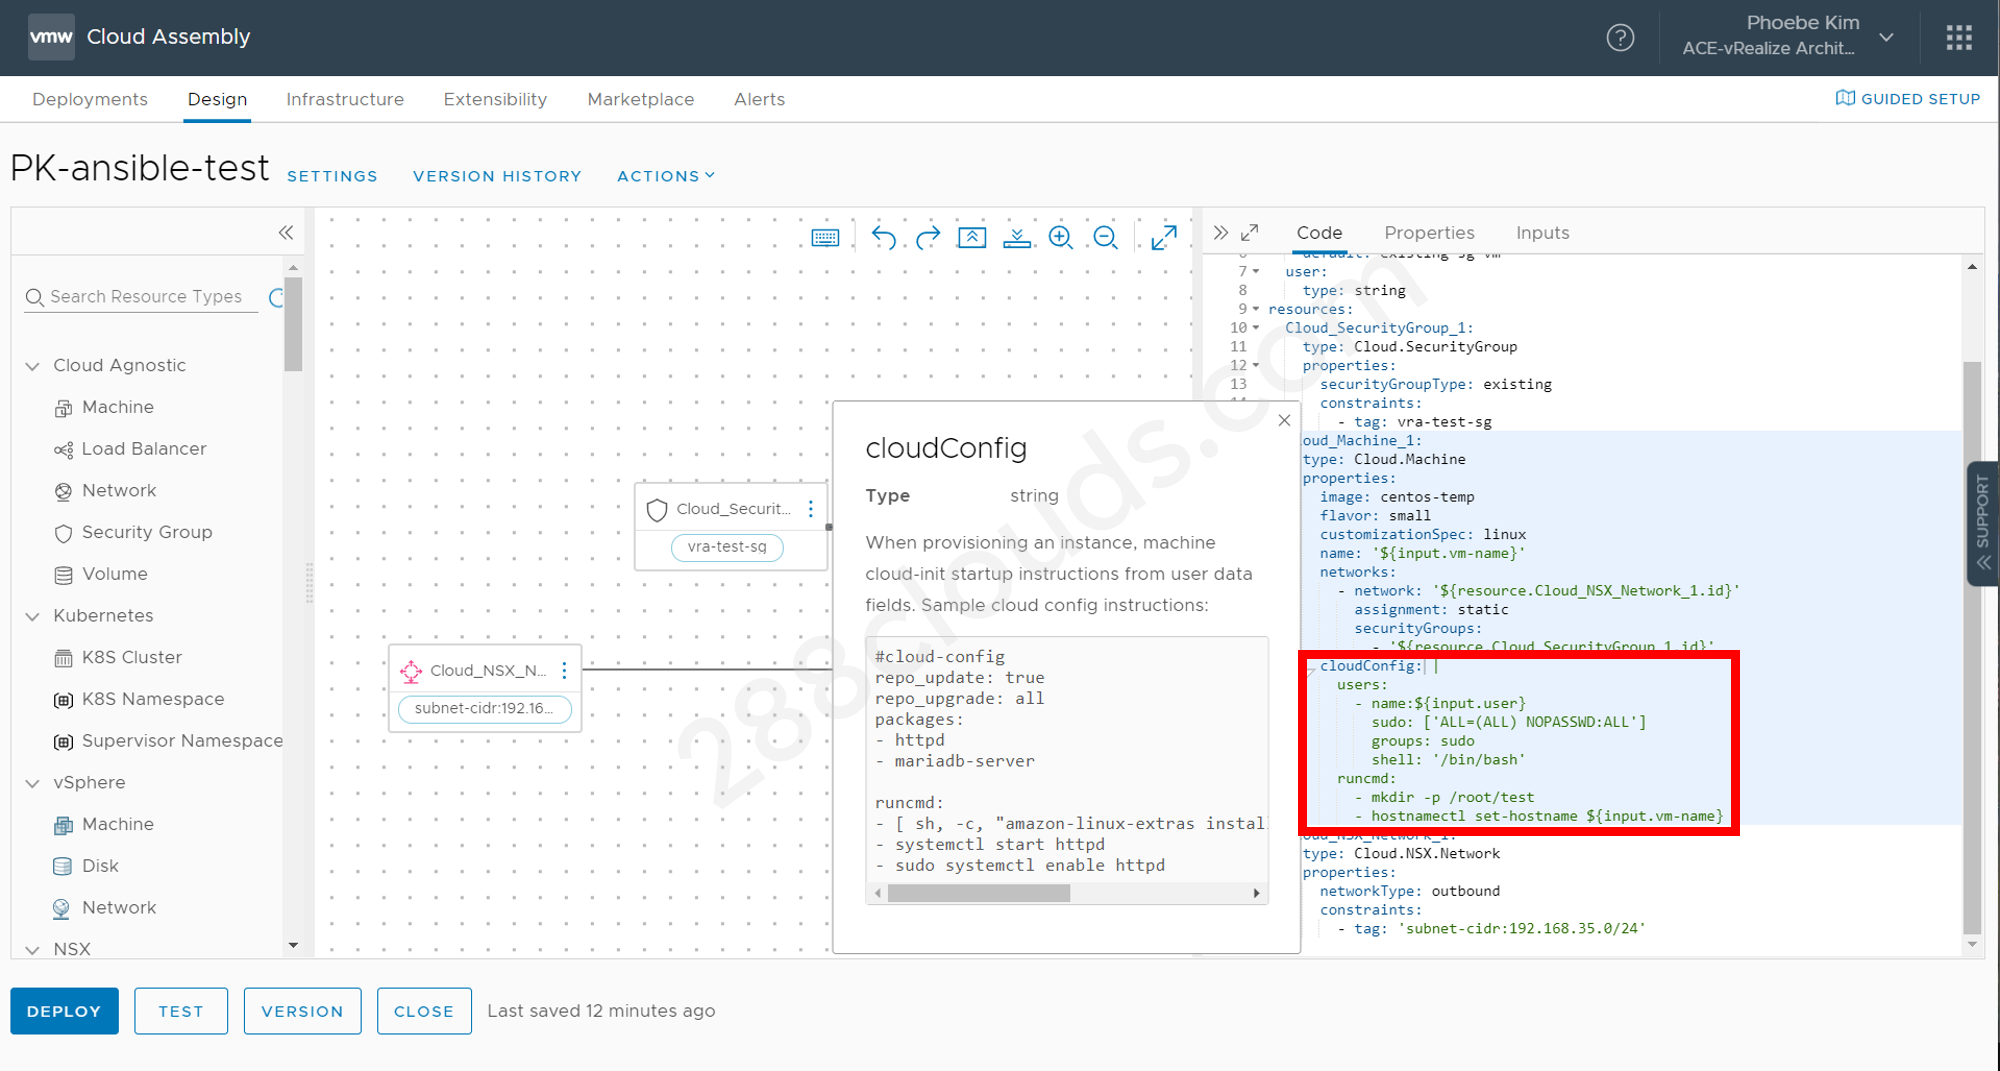 vmw Cloud Assembly
Phoebe Kim
ACE-vRealize Archit...
Deployments Design Infrastructure Extensibility Marketplace Alerts
GUIDED SETUP
PK-ansible-test SETTINGS VERSION HISTORY ACTIONS
Search Resource Types
Cloud Agnostic
Machine
Load Balancer
Network
Security Group
Volume
Kubernetes
K8S Cluster
K8S Namespace
Supervisor Namespace
vSphere
Machine
Disk
Network
NSX
Cloud_Securit...
vra-test-sg
Cloud_NSX_N...
subnet-cidr:192.16...
cloudConfig
Type string
When provisioning an instance, machine
cloud-init startup instructions from user data
fields. Sample cloud config instructions:
#cloud-config
repo_update: true
repo_upgrade: all
packages:
- httpd
- mariadb-server
runcmd:
- [ sh, -c, "amazon-linux-extras instal
- systemctl start httpd
- sudo systemctl enable httpd
Code Properties Inputs
default: existing-sg-vm
7 user:
8 type: string
9 resources:
10 Cloud_SecurityGroup_1:
11 type: Cloud.SecurityGroup
12 properties:
13 securityGroupType: existing
constraints:
- tag: vra-test-sg
loud_Machine_1:
type: Cloud.Machine
properties:
image: centos-temp
flavor: small
customizationSpec: linux
name: '${input.vm-name}'
networks:
- network: '${resource.Cloud_NSX_Network_1.id}'
assignment: static
securityGroups:
- '${resource.Cloud_SecurityGroup_1.id}'
cloudConfig: |
users:
- name:${input.user}
sudo: ['ALL=(ALL) NOPASSWD:ALL']
groups: sudo
shell: '/bin/bash'
runcmd:
- mkdir -p /root/test
- hostnamectl set-hostname ${input.vm-name}
oud_NSX_Network_1:
type: Cloud.NSX.Network
properties:
networkType: outbound
constraints:
- tag: 'subnet-cidr:192.168.35.0/24'
SUPPORT
288clouds.com
DEPLOY TEST VERSION CLOSE Last saved 12 minutes ago